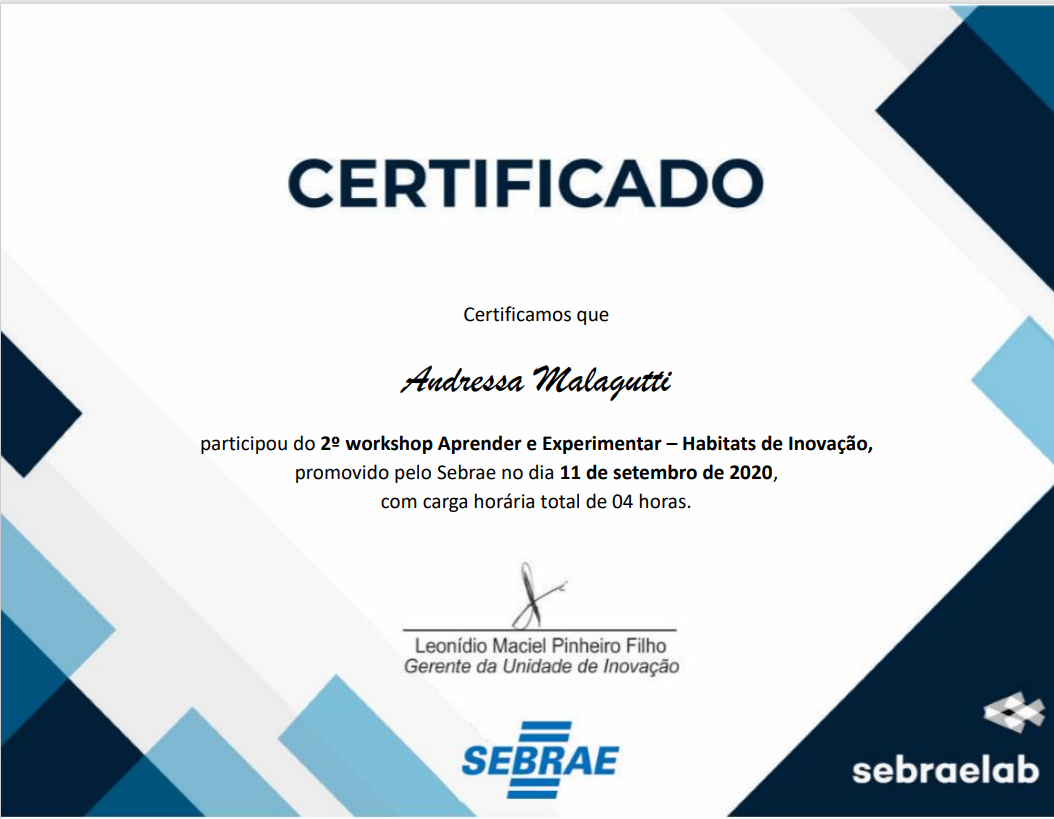 CERTIFICADO
Certificamos que
Andressa Malagutti
participou do 2º workshop Aprender e Experimentar – Habitats de Inovação,
promovido pelo Sebrae no dia 11 de setembro de 2020,
com carga horária total de 04 horas.
Leonídio Maciel Pinheiro Filho
Gerente da Unidade de Inovação
SEBRAE
sebraelab